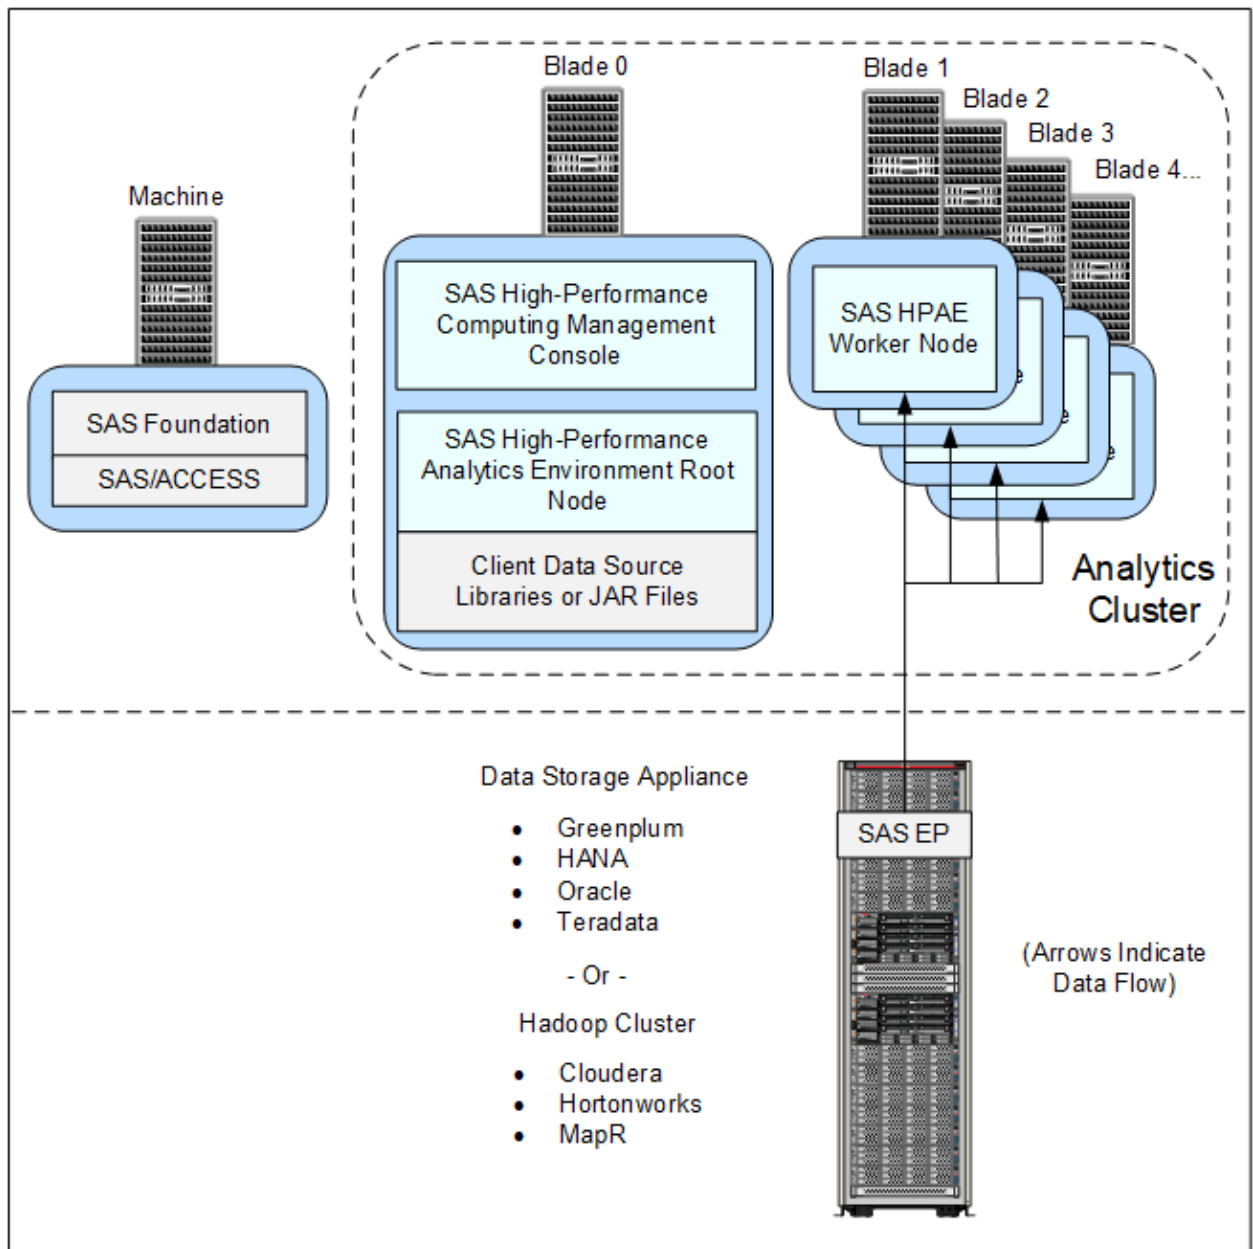 Blade 0
Blade 1
Blade 2
Blade 3
Blade 4...
Machine
SAS High-Performance
Computing Management
Console
SAS HPAE
Worker Node
SAS Foundation
SAS/ACCESS
SAS High-Performance
Analytics Environment Root
Node
Client Data Source
Libraries or JAR Files
Analytics
Cluster
Data Storage Appliance
• Greenplum
• HANA
• Oracle
• Teradata
- Or -
Hadoop Cluster
• Cloudera
• Hortonworks
• MapR
SAS EP
(Arrows Indicate
Data Flow)